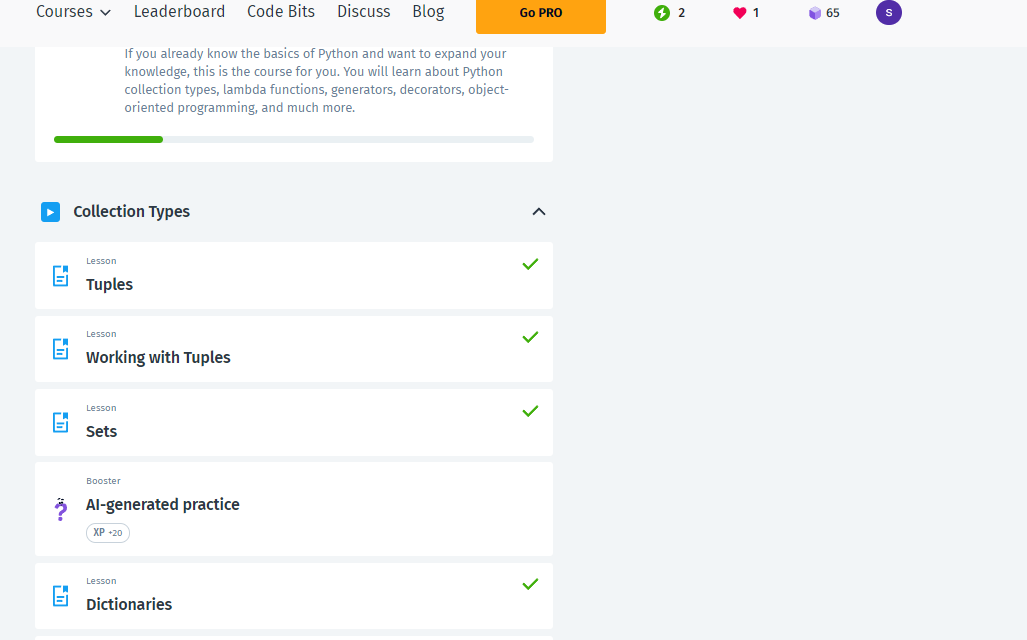 Courses Leaderboard Code Bits Discuss Blog Go PRO 2 1 65 S
If you already know the basics of Python and want to expand your
knowledge, this is the course for you. You will learn about Python
collection types, lambda functions, generators, decorators, object-
oriented programming, and much more.
Collection Types
Lesson
Tuples
Lesson
Working with Tuples
Lesson
Sets
Booster
AI-generated practice
XP +20
Lesson
Dictionaries